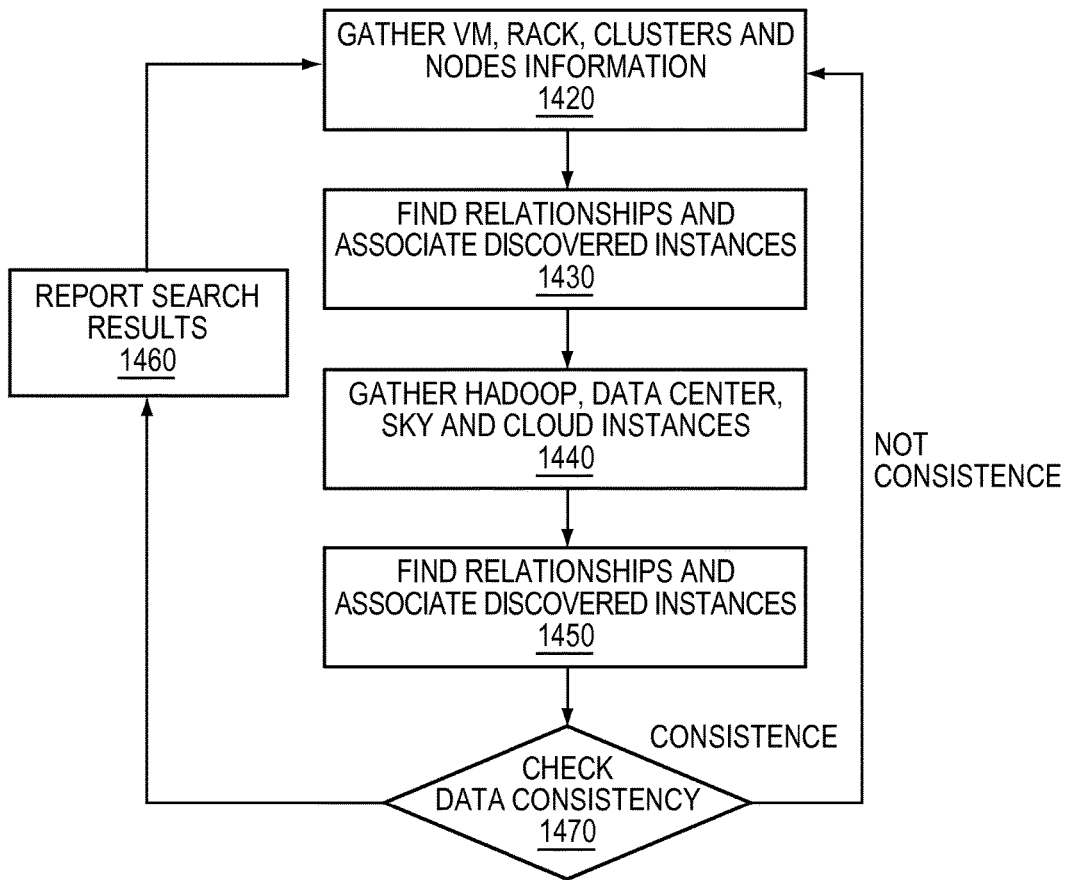 GATHER VM, RACK, CLUSTERS AND
NODES INFORMATION
1420
FIND RELATIONSHIPS AND
ASSOCIATE DISCOVERED INSTANCES
1430
REPORT SEARCH
RESULTS
1460
GATHER HADOOP, DATA CENTER,
SKY AND CLOUD INSTANCES
1440
NOT
CONSISTENCE
FIND RELATIONSHIPS AND
ASSOCIATE DISCOVERED INSTANCES
1450
CONSISTENCE
CHECK
DATA CONSISTENCY
1470